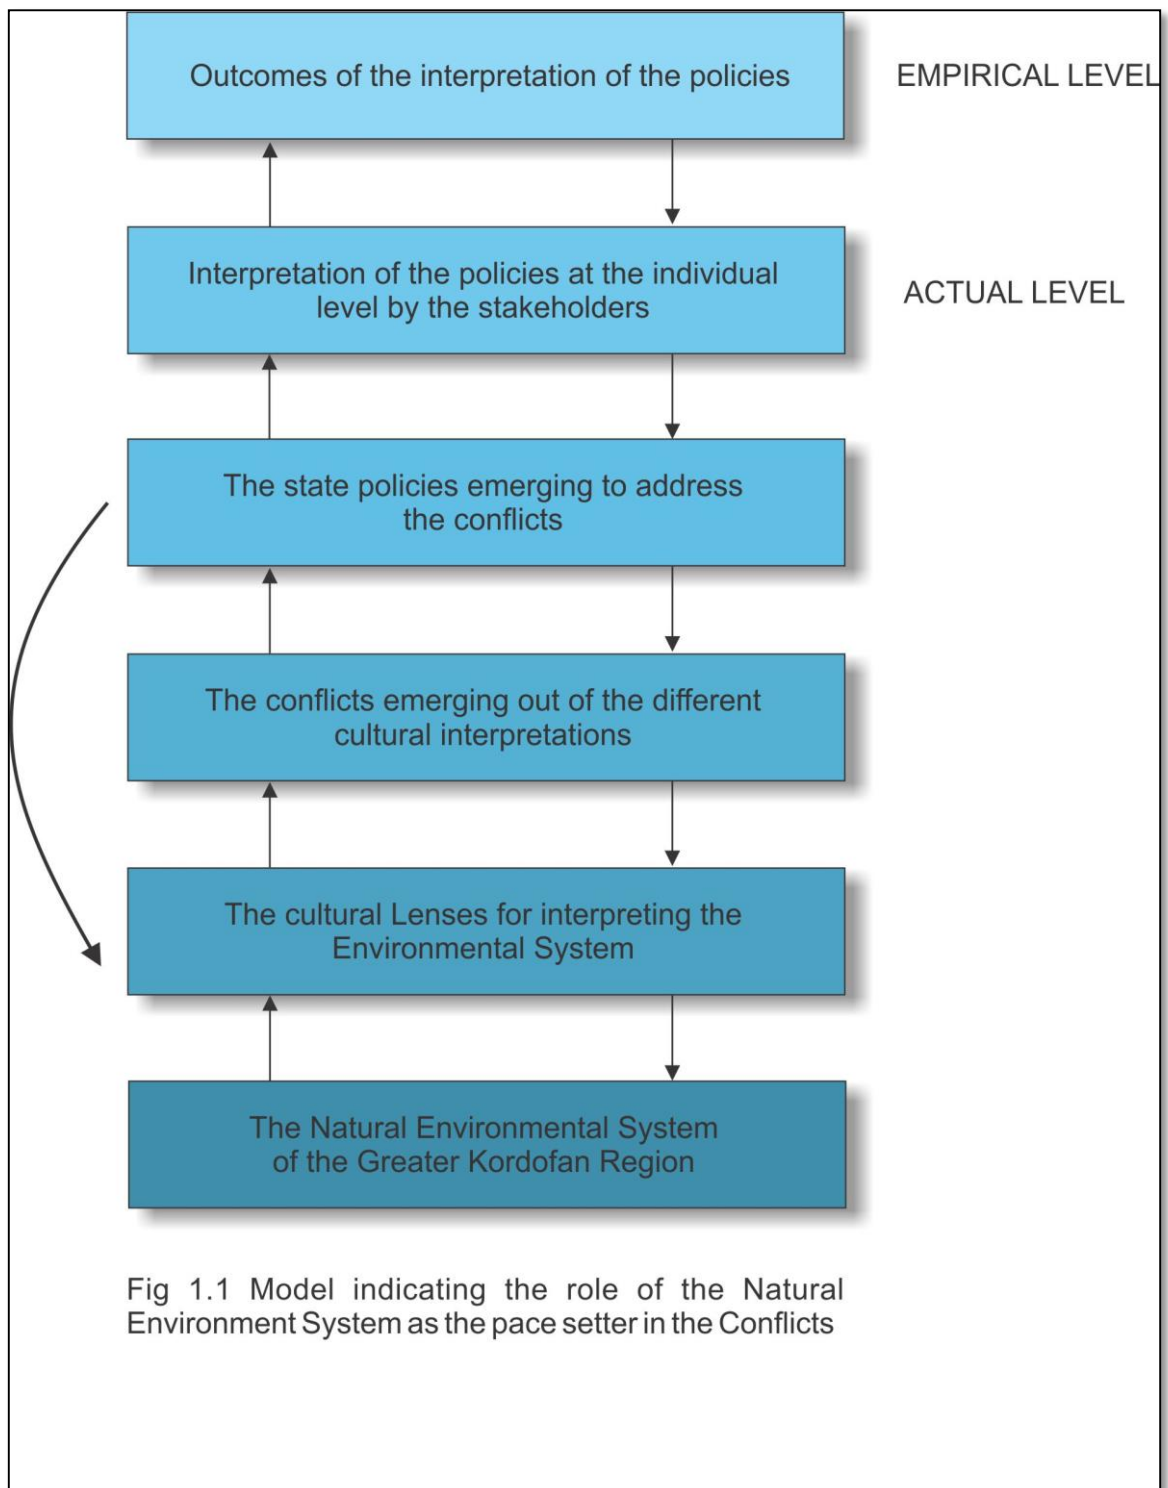 Outcomes of the interpretation of the policies
EMPIRICAL LEVEL
Interpretation of the policies at the individual
level by the stakeholders
ACTUAL LEVEL
The state policies emerging to address
the conflicts
The conflicts emerging out of the different
cultural interpretations
The cultural Lenses for interpreting the
Environmental System
The Natural Environmental System
of the Greater Kordofan Region
Fig 1.1 Model indicating the role of the Natural
Environment System as the pace setter in the Conflicts